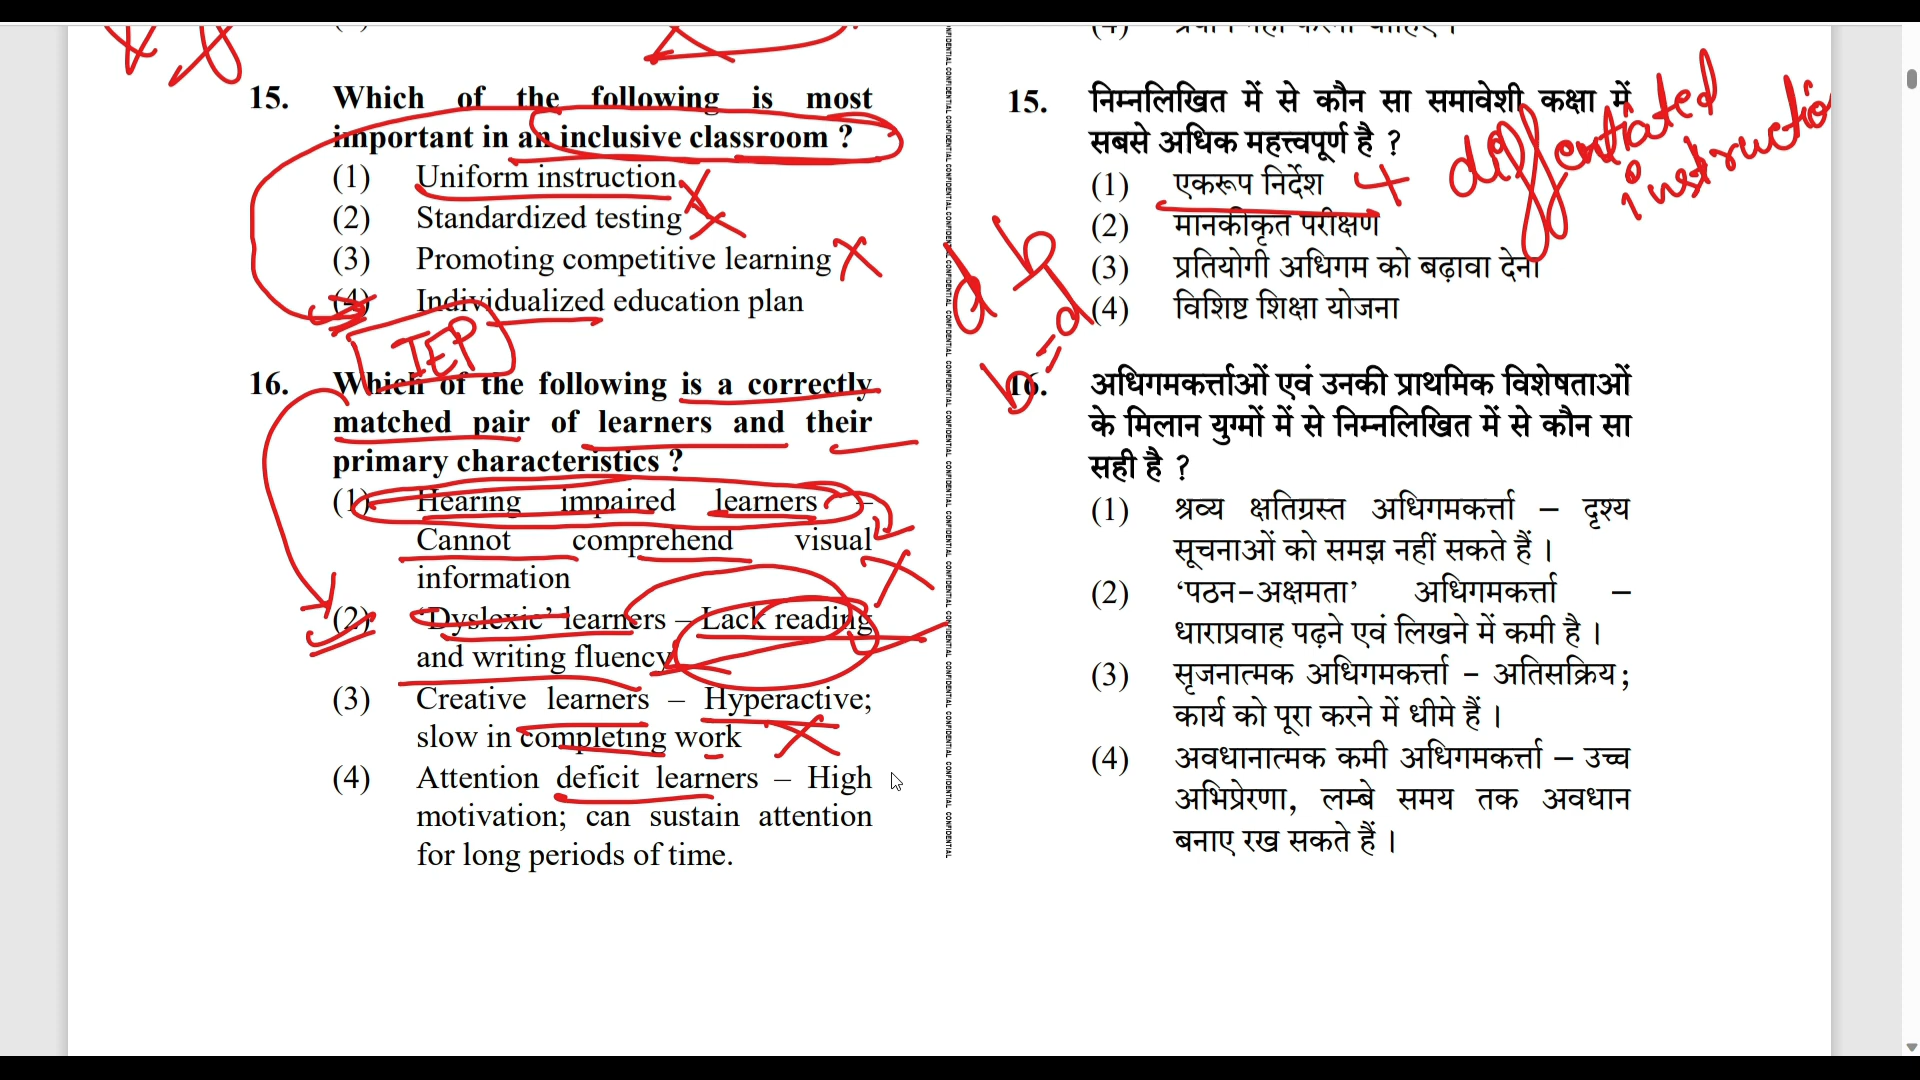 15. Which of the following is most
important in an inclusive classroom ?
(1) Uniform instruction
(2) Standardized testing
(3) Promoting competitive learning
(4) Individualized education plan
IEP
16. Which of the following is a correctly
matched pair of learners and their
primary characteristics ?
(1) Hearing impaired learners –
Cannot comprehend visual
information
(2) ‘Dyslexic’ learners – Lack reading
and writing fluency
(3) Creative learners – Hyperactive;
slow in completing work
(4) Attention deficit learners – High
motivation; can sustain attention
for long periods of time.
CONFIDENTIAL CONFIDENTIAL CONFIDENTIAL CONFIDENTIAL CONFIDENTIAL CONFIDENTIAL CONFIDENTIAL CONFIDENTIAL
15. निम्नलिखित में से कौन सा समावेशी कक्षा में
सबसे अधिक महत्त्वपूर्ण है ?
(1) एकरूप निर्देश
(2) मानकीकृत परीक्षण
(3) प्रतियोगी अधिगम को बढ़ावा देना
(4) विशिष्ट शिक्षा योजना
instruction
d b
b-d
16. अधिगमकर्त्ताओं एवं उनकी प्राथमिक विशेषताओं
के मिलान युग्मों में से निम्नलिखित में से कौन सा
सही है ?
(1) श्रव्य क्षतिग्रस्त अधिगमकर्त्ता – दृश्य
सूचनाओं को समझ नहीं सकते हैं ।
(2) ‘पठन-अक्षमता’ अधिगमकर्त्ता –
धाराप्रवाह पढ़ने एवं लिखने में कमी है ।
(3) सृजनात्मक अधिगमकर्त्ता – अतिसक्रिय;
कार्य को पूरा करने में धीमे हैं ।
(4) अवधानात्मक कमी अधिगमकर्त्ता – उच्च
अभिप्रेरणा, लम्बे समय तक अवधान
बनाए रख सकते हैं ।